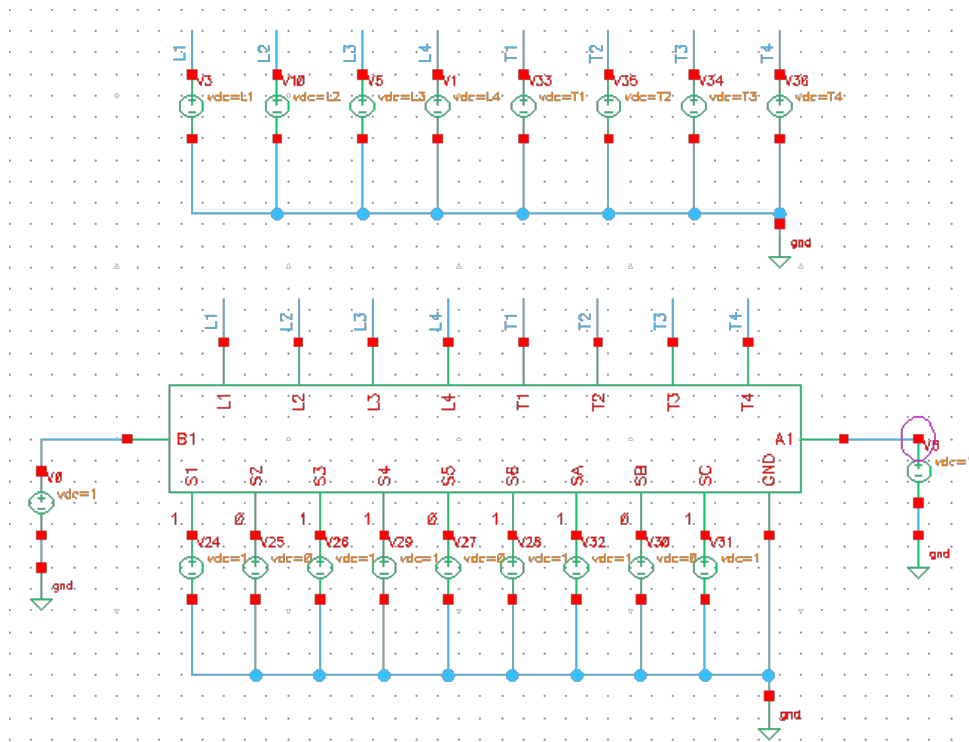 L1 L2 L3 L4 T1 T2 T3 T4
V3 V10 V5 V1 V33 V35 V34 V36
vdc=L1 vdc=L2 vdc=L3 vdc=L4 vdc=T1 vdc=T2 vdc=T3 vdc=T4
gnd
L1 L2 L3 L4 T1 T2 T3 T4
L1 L2 L3 L4 T1 T2 T3 T4
B1 A1
S1 S2 S3 S4 S5 S6 SA SB SC GND
V0
vdc=1
vdc=
gnd
1. 0 1. 1. 0 1. 1. 0 1.
V24 V25 V26 V29 V27 V28 V32 V30 V31
vdc=1 vdc=0 vdc=1 vdc=1 vdc=0 vdc=1 vdc=1 vdc=0 vdc=1
gnd
gnd